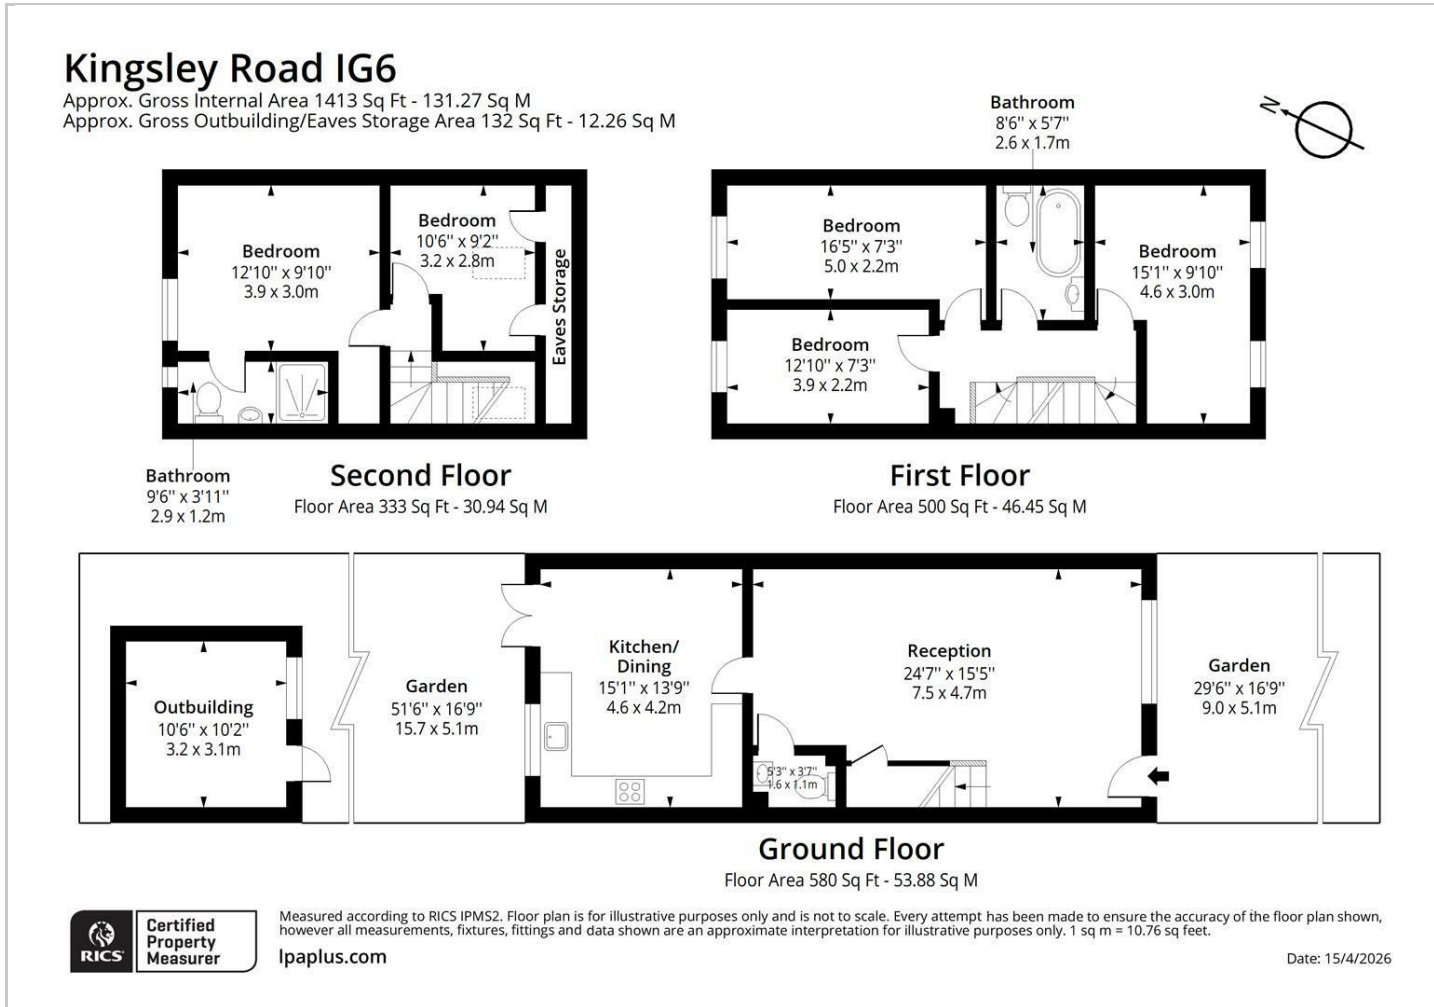 Kingsley Road IG6
Approx. Gross Internal Area 1413 Sq Ft - 131.27 Sq M
Approx. Gross Outbuilding/Eaves Storage Area 132 Sq Ft - 12.26 Sq M
N
Bathroom
8'6" x 5'7"
2.6 x 1.7m
Bedroom
12'10" x 9'10"
3.9 x 3.0m
Bedroom
10'6" x 9'2"
3.2 x 2.8m
Eaves Storage
Bathroom
9'6" x 3'11"
2.9 x 1.2m
Second Floor
Floor Area 333 Sq Ft - 30.94 Sq M
Bedroom
16'5" x 7'3"
5.0 x 2.2m
Bedroom
12'10" x 7'3"
3.9 x 2.2m
Bedroom
15'1" x 9'10"
4.6 x 3.0m
First Floor
Floor Area 500 Sq Ft - 46.45 Sq M
Outbuilding
10'6" x 10'2"
3.2 x 3.1m
Garden
51'6" x 16'9"
15.7 x 5.1m
Kitchen/
Dining
15'1" x 13'9"
4.6 x 4.2m
Reception
24'7" x 15'5"
7.5 x 4.7m
5'3" x 3'7"
1.6 x 1.1m
Garden
29'6" x 16'9"
9.0 x 5.1m
Ground Floor
Floor Area 580 Sq Ft - 53.88 Sq M
RICS
Certified
Property
Measurer
Measured according to RICS IPMS2. Floor plan is for illustrative purposes only and is not to scale. Every attempt has been made to ensure the accuracy of the floor plan shown,
however all measurements, fixtures, fittings and data shown are an approximate interpretation for illustrative purposes only. 1 sq m = 10.76 sq feet.
lpaplus.com
Date: 15/4/2026